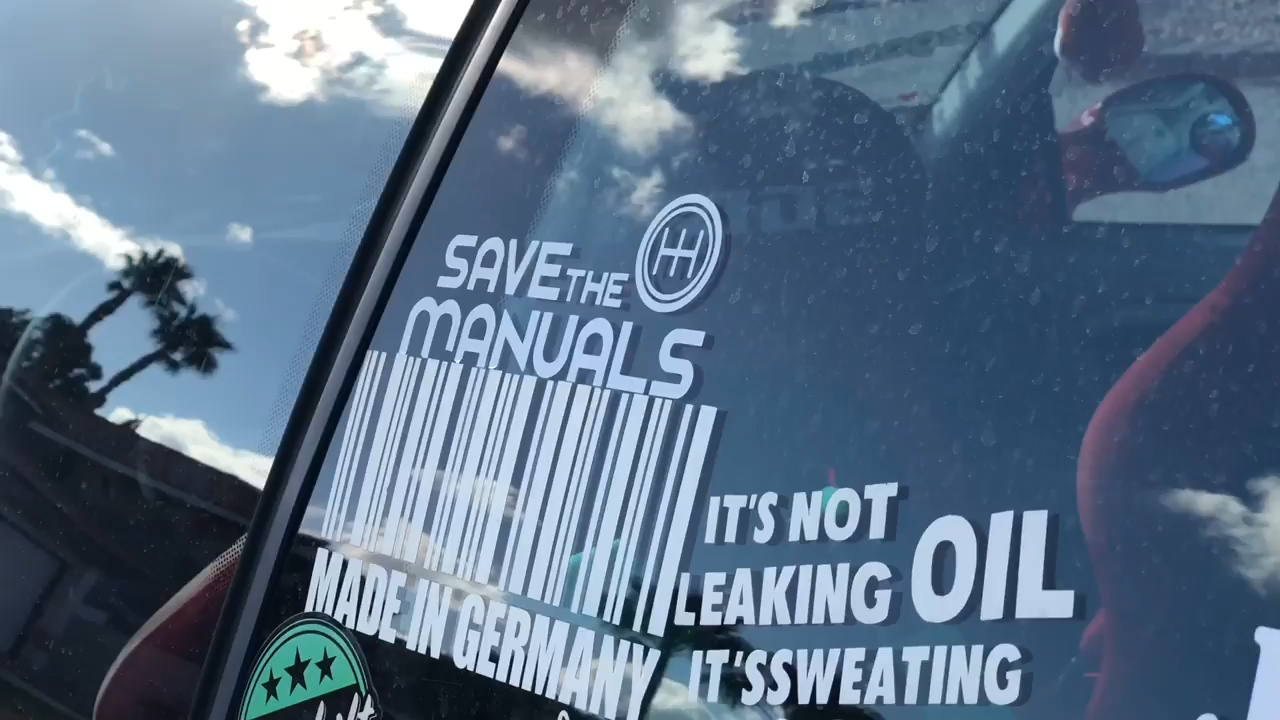 SAVE THE
MANUALS
MADE IN GERMANY
IT'S NOT
LEAKING OIL
IT'SSWEATING